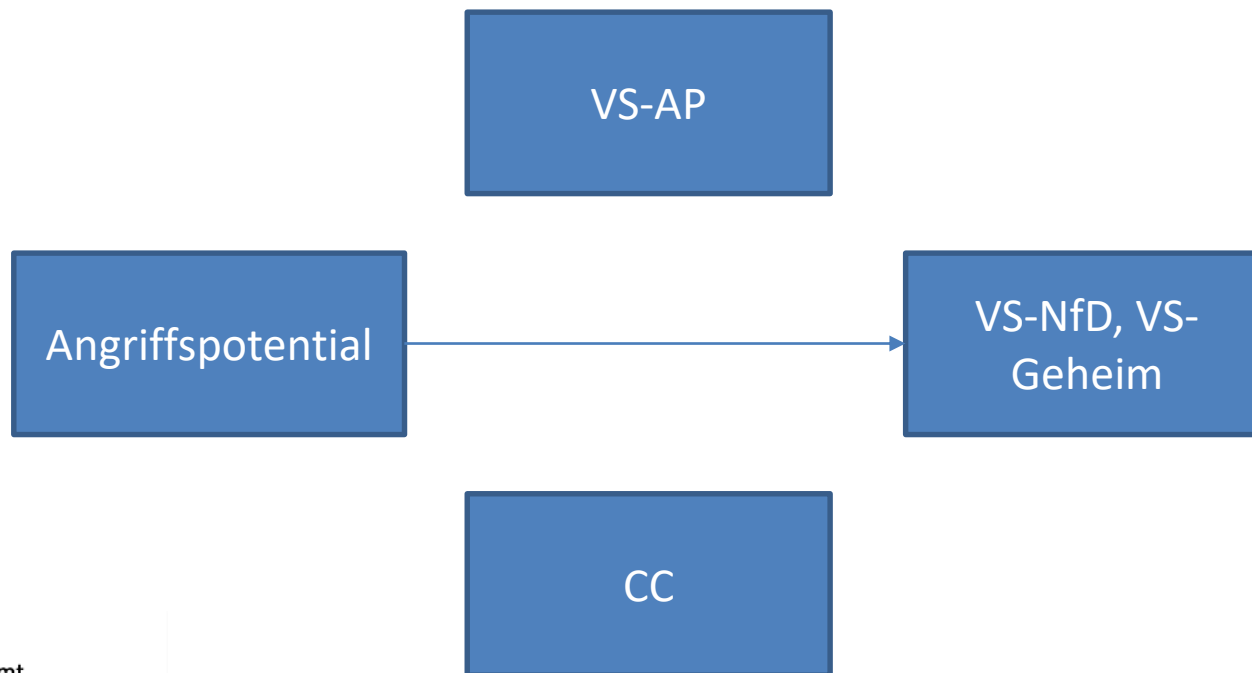 VS-AP
Angriffspotential
VS-NfD, VS-
Geheim
CC